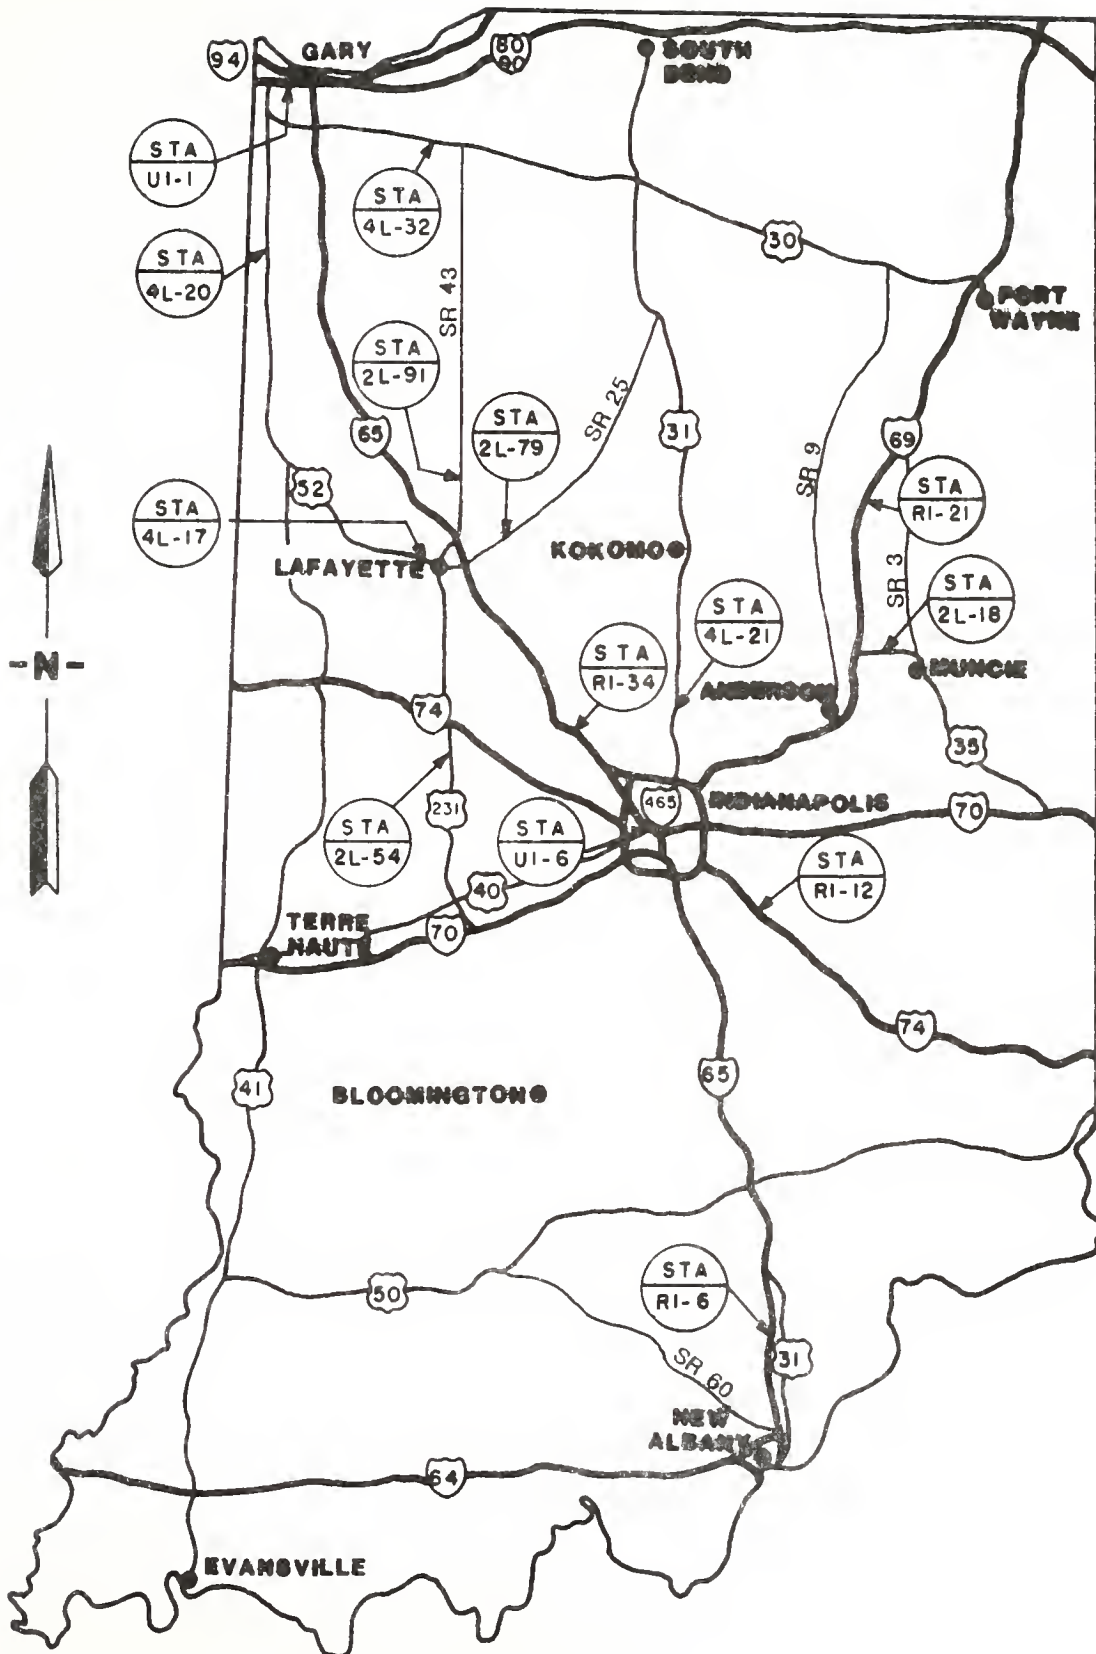 94
GARY
80
90
SOUTH
BEND
STA
U1-1
STA
4L-32
STA
4L-20
30
SR 43
FORT
WAYNE
STA
2L-91
SR 25
STA
2L-79
65
31
SR 9
69
52
STA
R1-21
STA
4L-17
LAFAYETTE
KOKOMO
SR 3
STA
2L-18
STA
4L-21
-N-
STA
R1-34
ANDERSON
MUNCIE
74
35
465
INDIANAPOLIS
70
231
STA
2L-54
STA
U1-6
STA
R1-12
40
TERRE
HAUTE
70
74
41
BLOOMINGTON
65
50
STA
R1-6
31
SR 60
NEW
ALBANY
64
EVANSVILLE